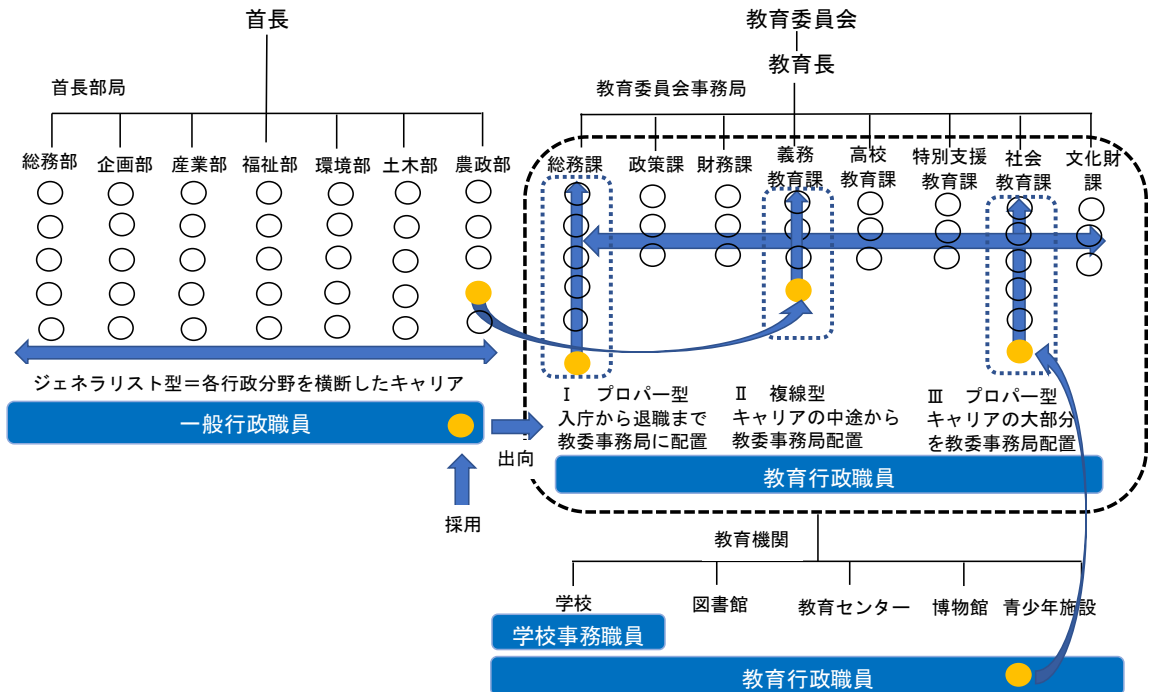 首長
教育委員会
教育長
首長部局
教育委員会事務局
総務部
企画部
産業部
福祉部
環境部
土木部
農政部
総務課
政策課
財務課
義務
教育課
高校
教育課
特別支援
教育課
社会
教育課
文化財
課
ジェネラリスト型＝各行政分野を横断したキャリア
一般行政職員
出向
採用
Ⅰ　プロパー型
入庁から退職まで
教委事務局に配置
Ⅱ　複線型
キャリアの中途から
教委事務局配置
Ⅲ　プロパー型
キャリアの大部分
を教委事務局配置
教育行政職員
教育機関
学校
図書館
教育センター
博物館
青少年施設
学校事務職員
教育行政職員